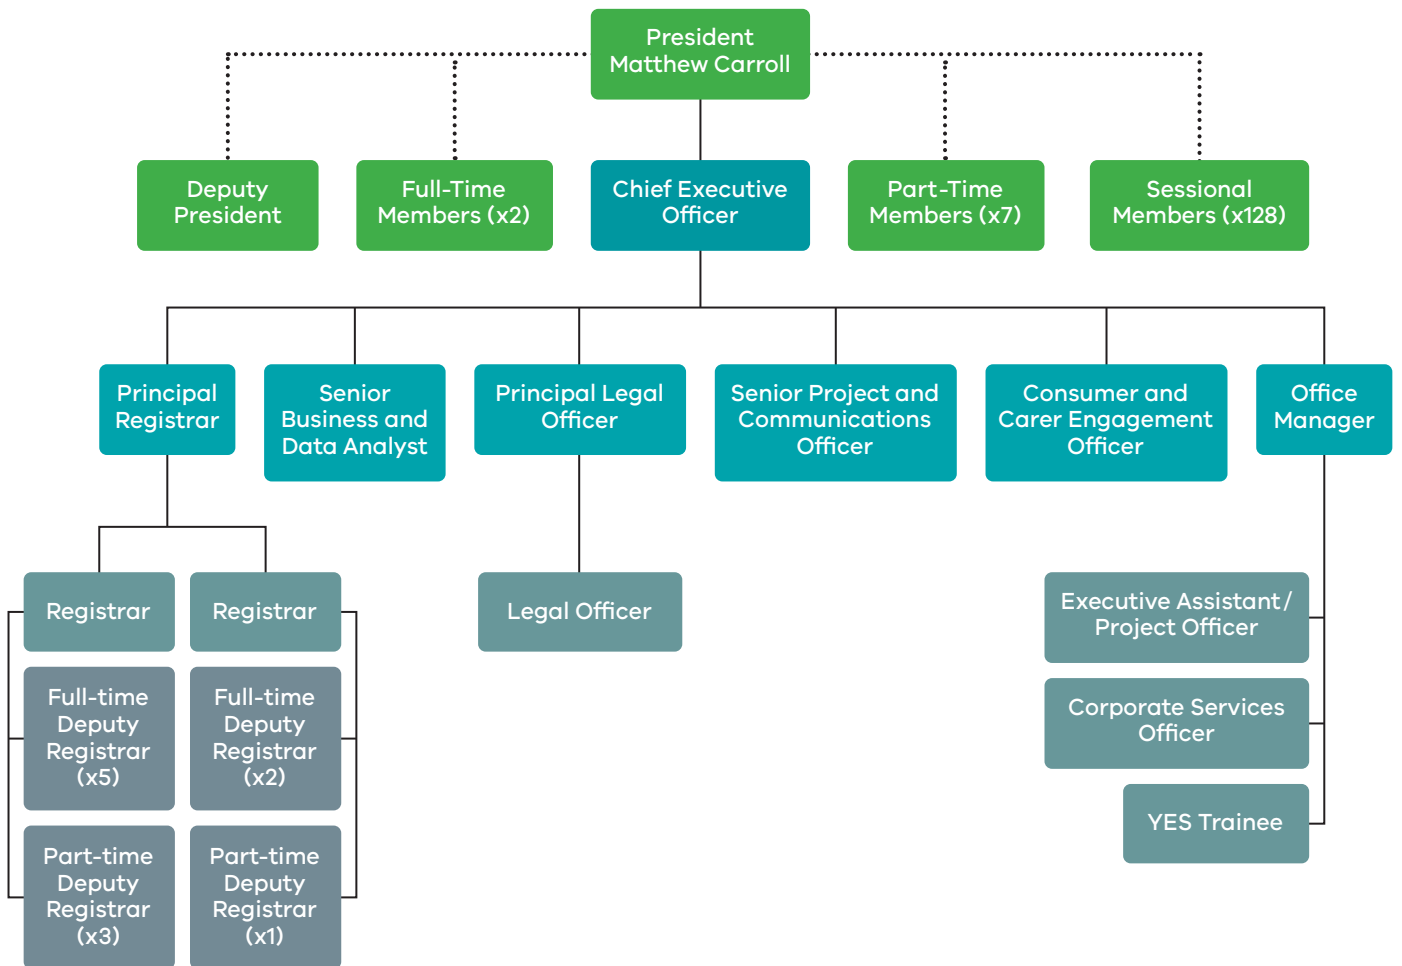 President
Matthew Carroll
Deputy
President
Full-Time
Members (x2)
Chief Executive
Officer
Part-Time
Members (x7)
Sessional
Members (x128)
Principal
Registrar
Senior
Business and
Data Analyst
Principal Legal
Officer
Senior Project and
Communications
Officer
Consumer and
Carer Engagement
Officer
Office
Manager
Registrar
Full-time
Deputy
Registrar
(x5)
Part-time
Deputy
Registrar
(x3)
Registrar
Full-time
Deputy
Registrar
(x2)
Part-time
Deputy
Registrar
(x1)
Legal Officer
Executive Assistant/
Project Officer
Corporate Services
Officer
YES Trainee